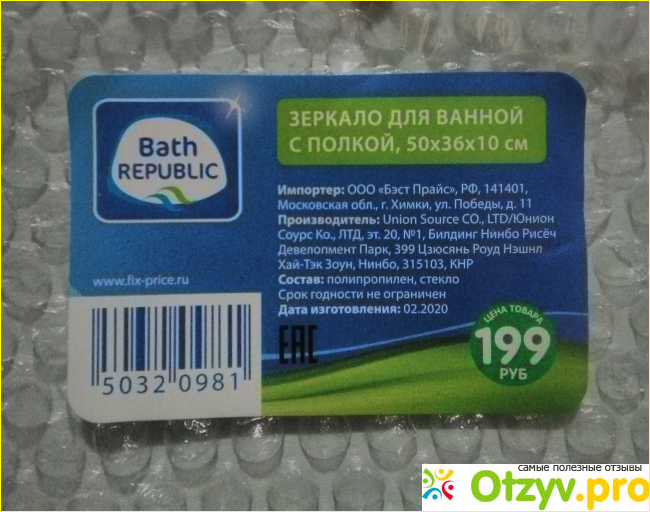 Bath
REPUBLIC
www.fix-price.ru
5032 0981
ЗЕРКАЛО ДЛЯ ВАННОЙ
С ПОЛКОЙ, 50х36х10 см
Импортер: ООО «Бэст Прайс», РФ, 141401,
Московская обл., г. Химки, ул. Победы, д. 11
Производитель: Union Source CO., LTD/Юнион
Соурс Ко., ЛТД, эт. 20, №1, Билдинг Нинбо Рисёч
Девелопмент Парк, 399 Цзюсянь Роуд Нэшнл
Хай-Тэк Зоун, Нинбо, 315103, КНР
Состав: полипропилен, стекло
Срок годности не ограничен
Дата изготовления: 02.2020
ЕАС
ЦЕНА ТОВАРА
199
РУБ
самые полезные отзывы
Otzyv.pro